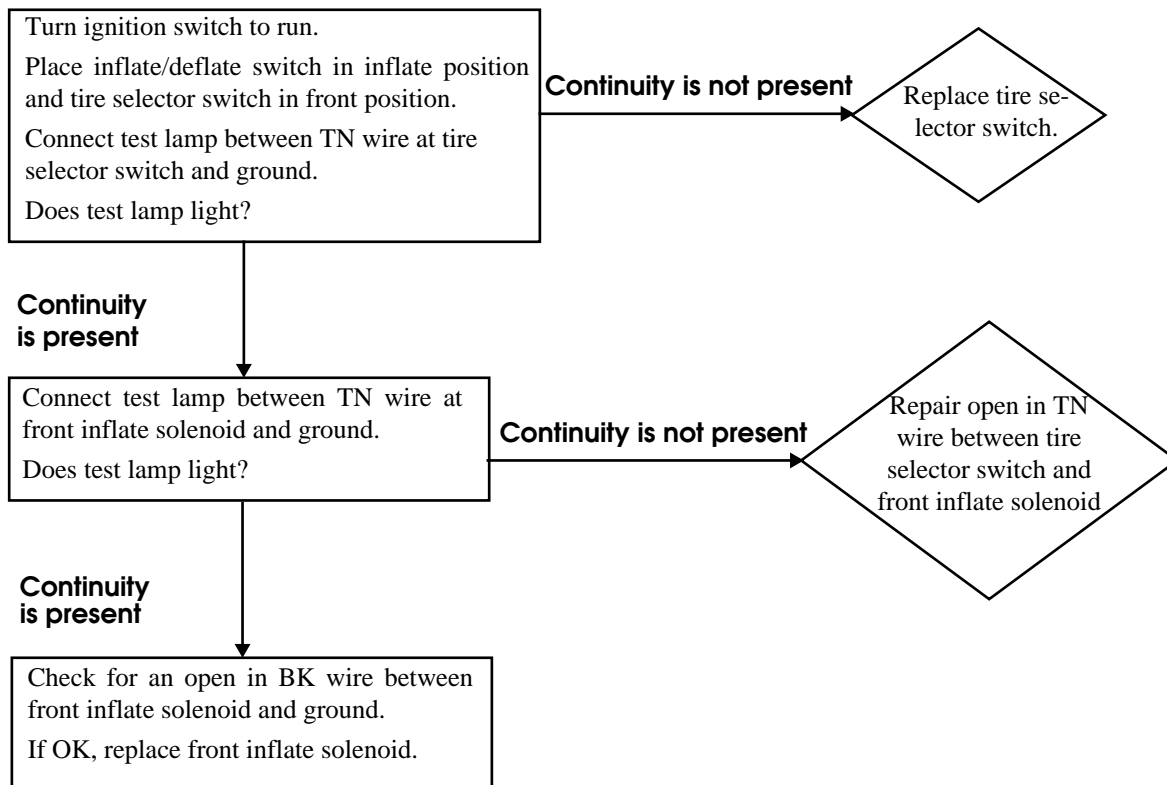 Turn ignition switch to run.
Place inflate/deflate switch in inflate position
and tire selector switch in front position.
Connect test lamp between TN wire at tire
selector switch and ground.
Does test lamp light?
Continuity is not present
Replace tire se-
lector switch.
Continuity
is present
Connect test lamp between TN wire at
front inflate solenoid and ground.
Does test lamp light?
Continuity is not present
Repair open in TN
wire between tire
selector switch and
front inflate solenoid
Continuity
is present
Check for an open in BK wire between
front inflate solenoid and ground.
If OK, replace front inflate solenoid.